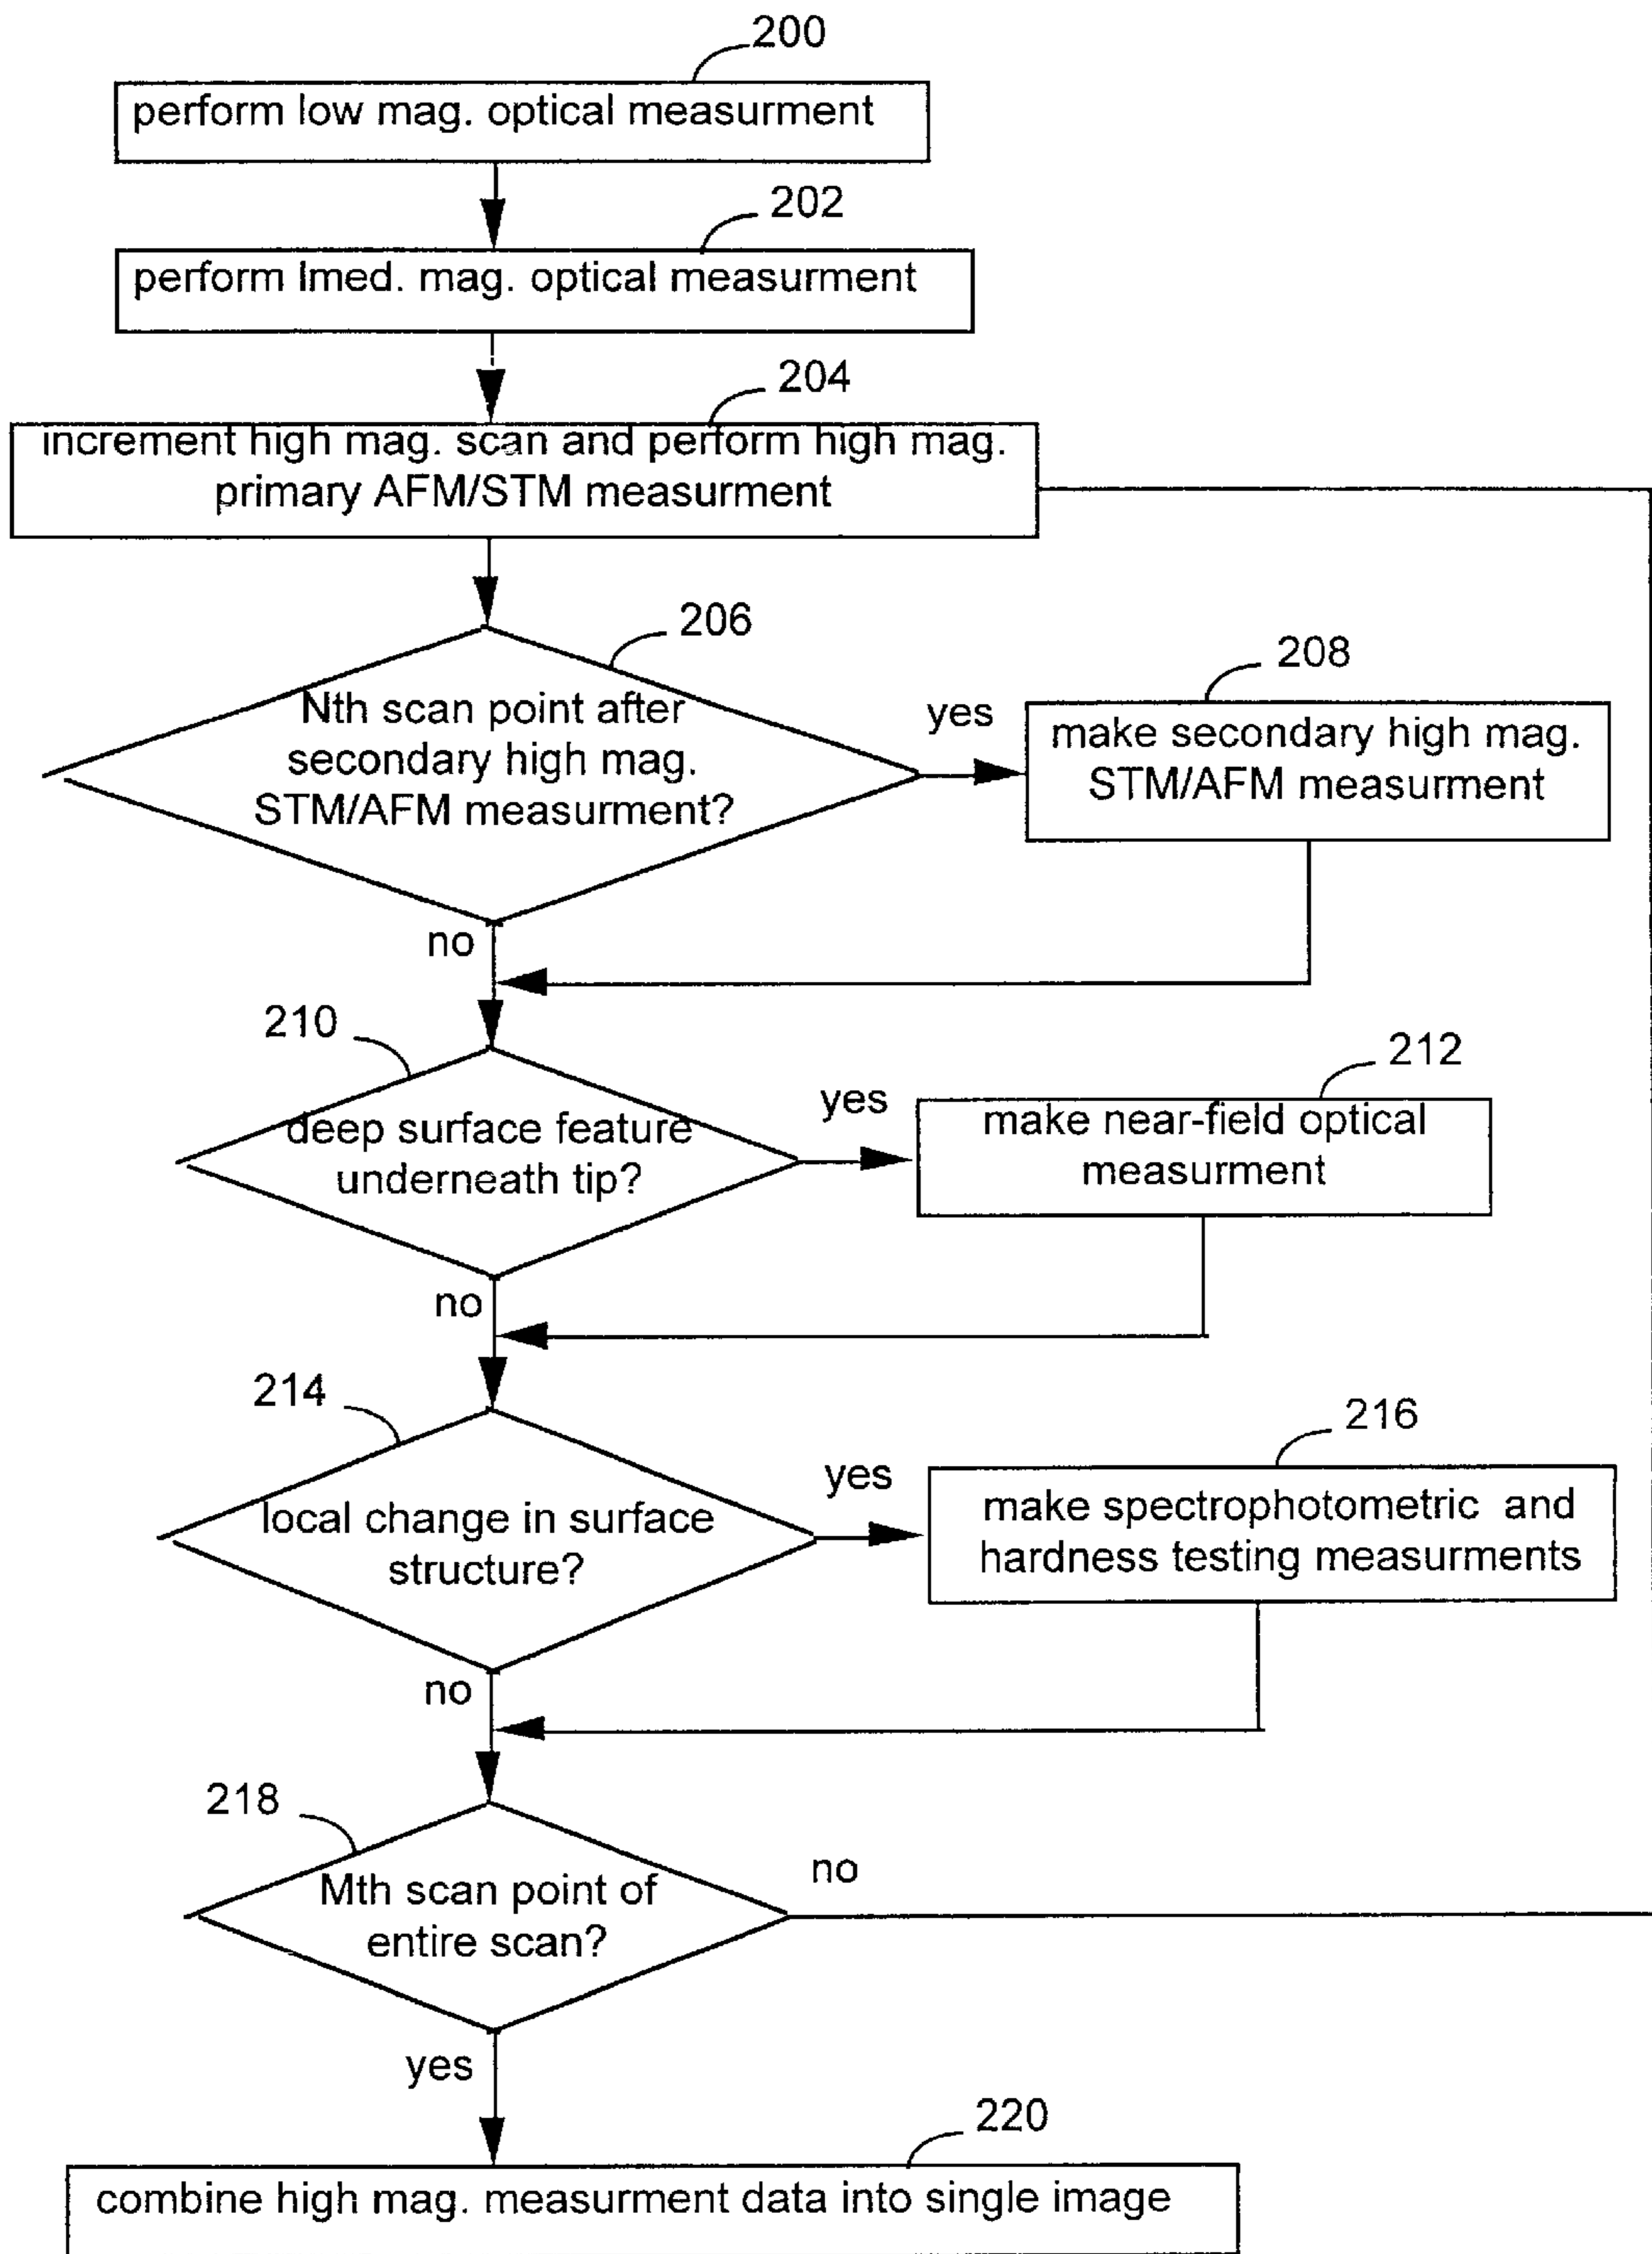 200
perform low mag. optical measurment
202
perform Imed. mag. optical measurment
204
increment high mag. scan and perform high mag.
primary AFM/STM measurment
206
Nth scan point after
secondary high mag.
STM/AFM measurment?
yes
208
make secondary high mag.
STM/AFM measurment
no
210
deep surface feature
underneath tip?
yes
212
make near-field optical
measurment
no
214
local change in surface
structure?
yes
216
make spectrophotometric and
hardness testing measurments
no
218
Mth scan point of
entire scan?
no
yes
220
combine high mag. measurment data into single image